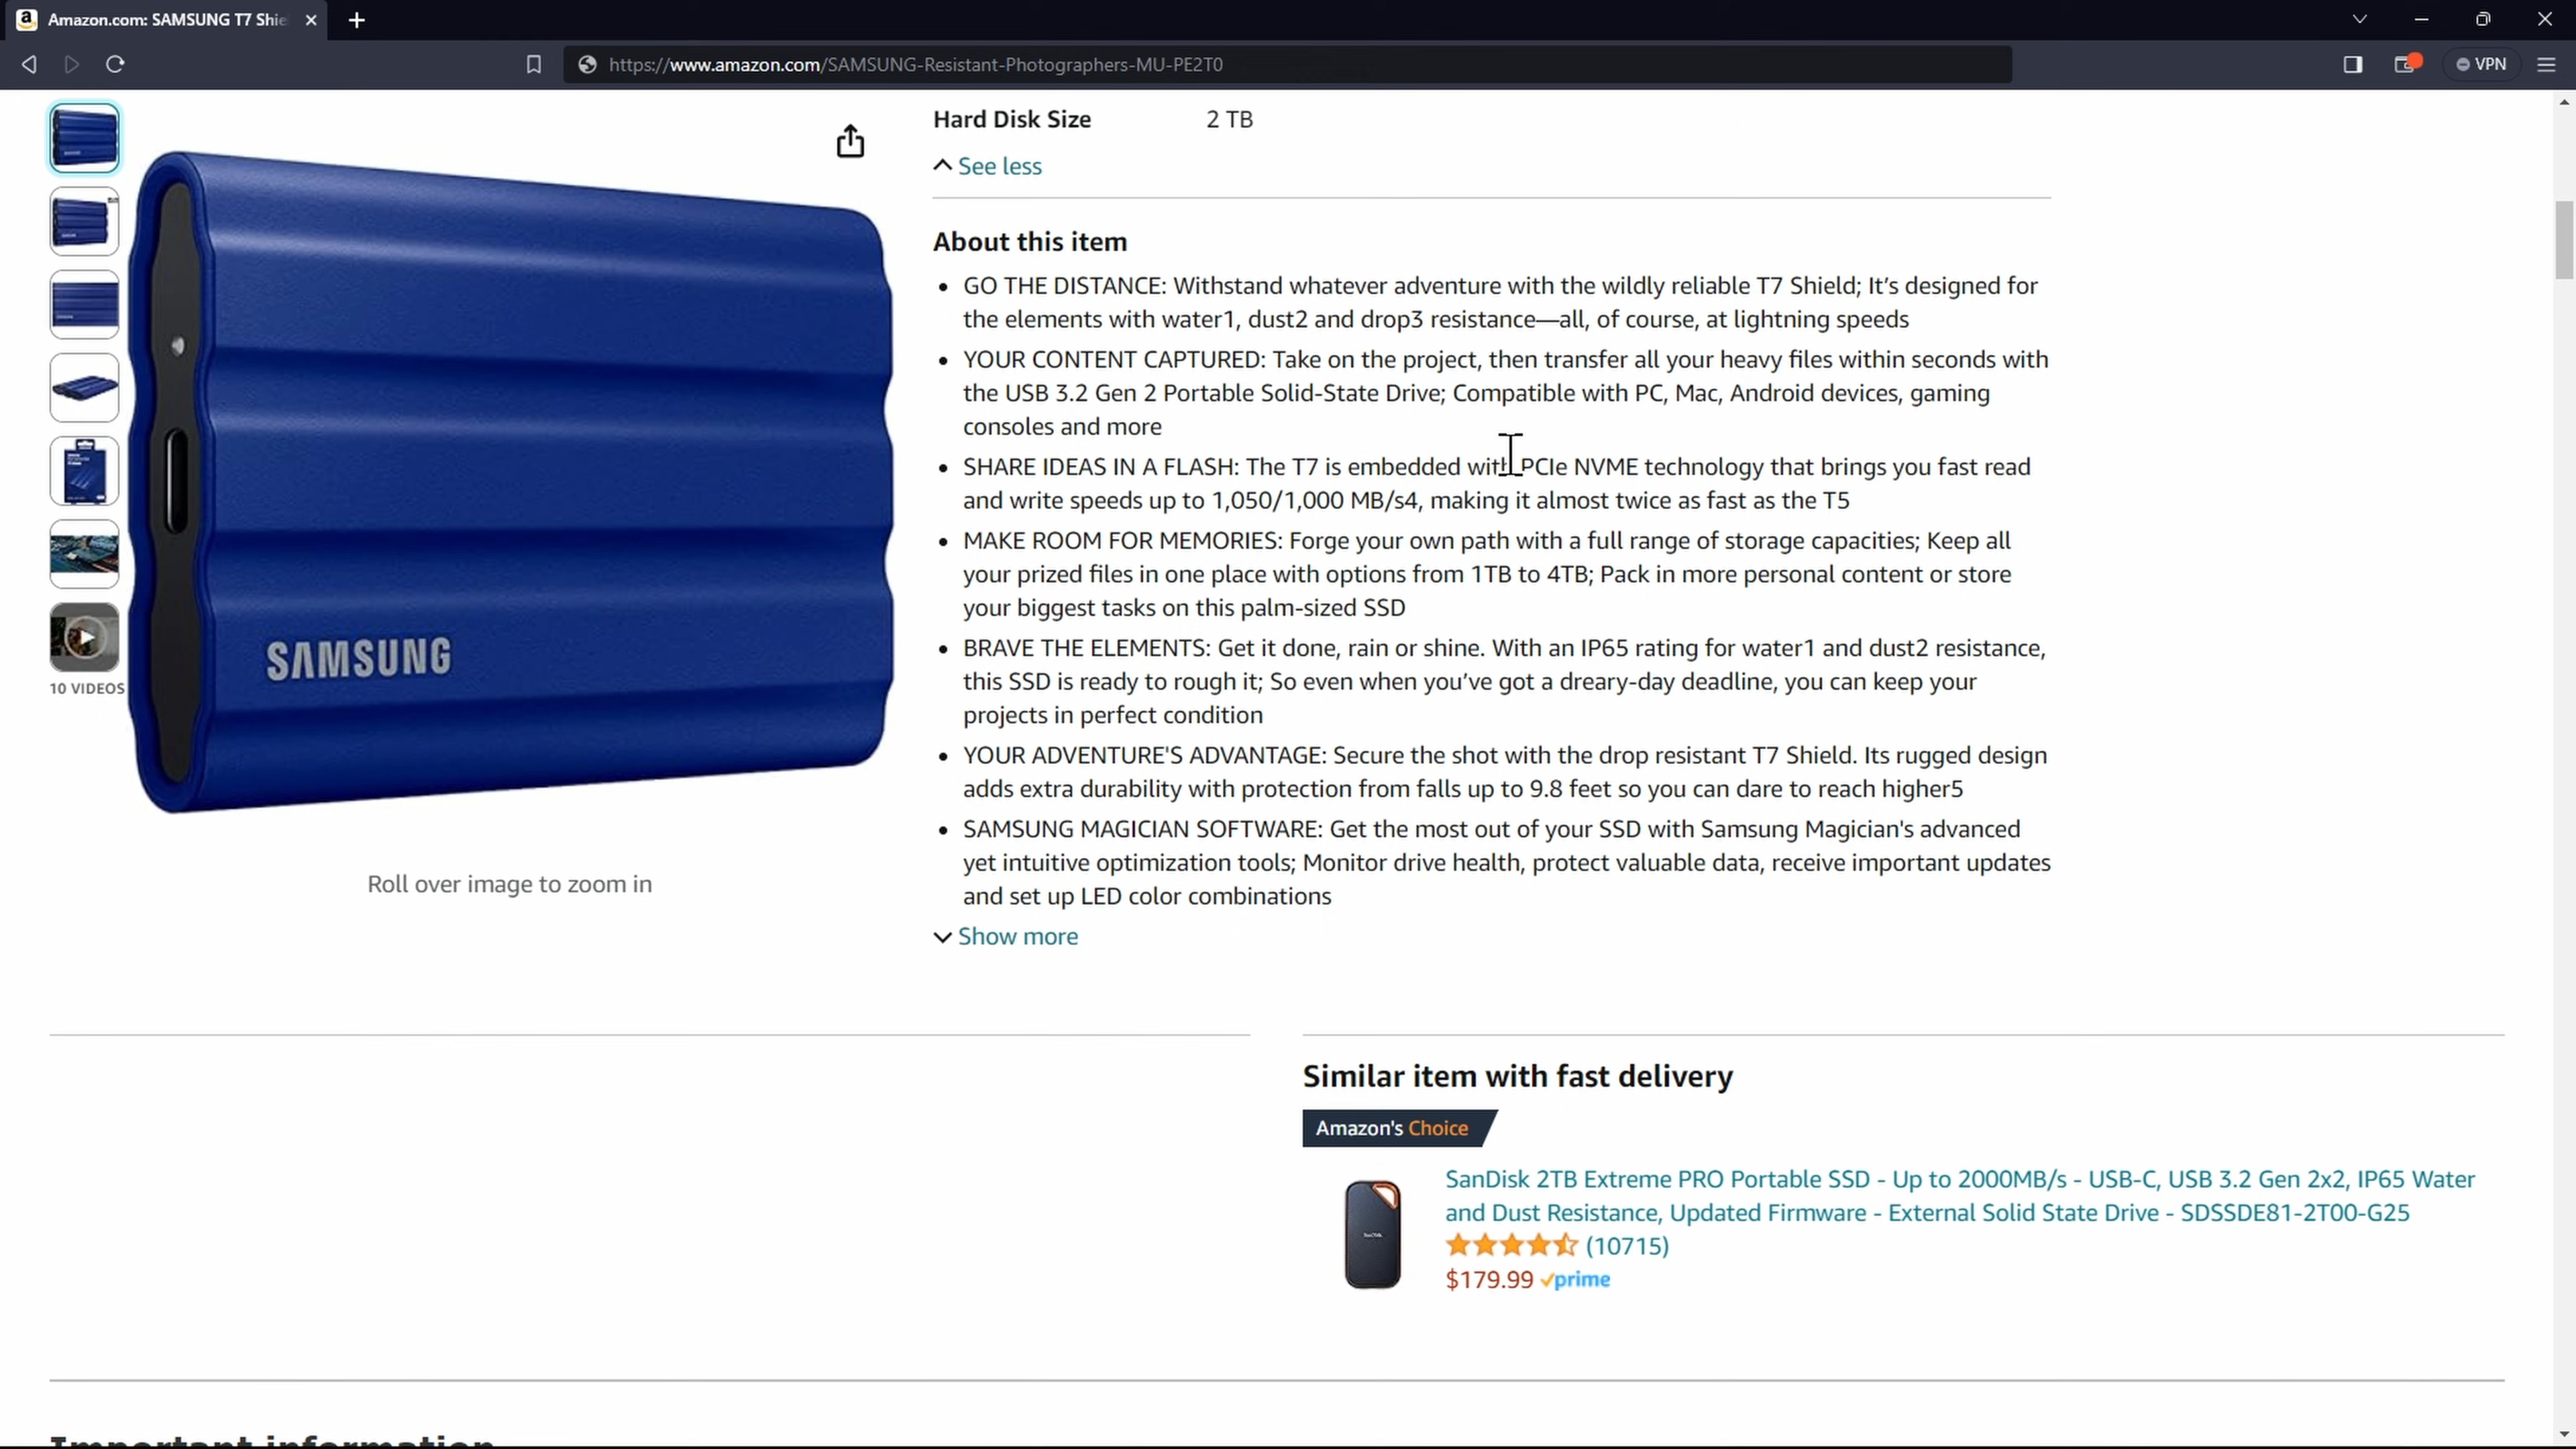 Amazon.com: SAMSUNG T7 Shie
https://www.amazon.com/SAMSUNG-Resistant-Photographers-MU-PE2T0
VPN
Hard Disk Size 2 TB
See less
About this item
GO THE DISTANCE: Withstand whatever adventure with the wildly reliable T7 Shield; It’s designed for
the elements with water1, dust2 and drop3 resistance—all, of course, at lightning speeds
YOUR CONTENT CAPTURED: Take on the project, then transfer all your heavy files within seconds with
the USB 3.2 Gen 2 Portable Solid-State Drive; Compatible with PC, Mac, Android devices, gaming
consoles and more
SHARE IDEAS IN A FLASH: The T7 is embedded with PCIe NVME technology that brings you fast read
and write speeds up to 1,050/1,000 MB/s4, making it almost twice as fast as the T5
MAKE ROOM FOR MEMORIES: Forge your own path with a full range of storage capacities; Keep all
your prized files in one place with options from 1TB to 4TB; Pack in more personal content or store
your biggest tasks on this palm-sized SSD
BRAVE THE ELEMENTS: Get it done, rain or shine. With an IP65 rating for water1 and dust2 resistance,
this SSD is ready to rough it; So even when you’ve got a dreary-day deadline, you can keep your
projects in perfect condition
YOUR ADVENTURE'S ADVANTAGE: Secure the shot with the drop resistant T7 Shield. Its rugged design
adds extra durability with protection from falls up to 9.8 feet so you can dare to reach higher5
SAMSUNG MAGICIAN SOFTWARE: Get the most out of your SSD with Samsung Magician's advanced
yet intuitive optimization tools; Monitor drive health, protect valuable data, receive important updates
and set up LED color combinations
Show more
SAMSUNG
10 VIDEOS
Roll over image to zoom in
Similar item with fast delivery
Amazon's Choice
SanDisk 2TB Extreme PRO Portable SSD - Up to 2000MB/s - USB-C, USB 3.2 Gen 2x2, IP65 Water
and Dust Resistance, Updated Firmware - External Solid State Drive - SDSSDE81-2T00-G25
(10715)
$179.99 prime
Important information